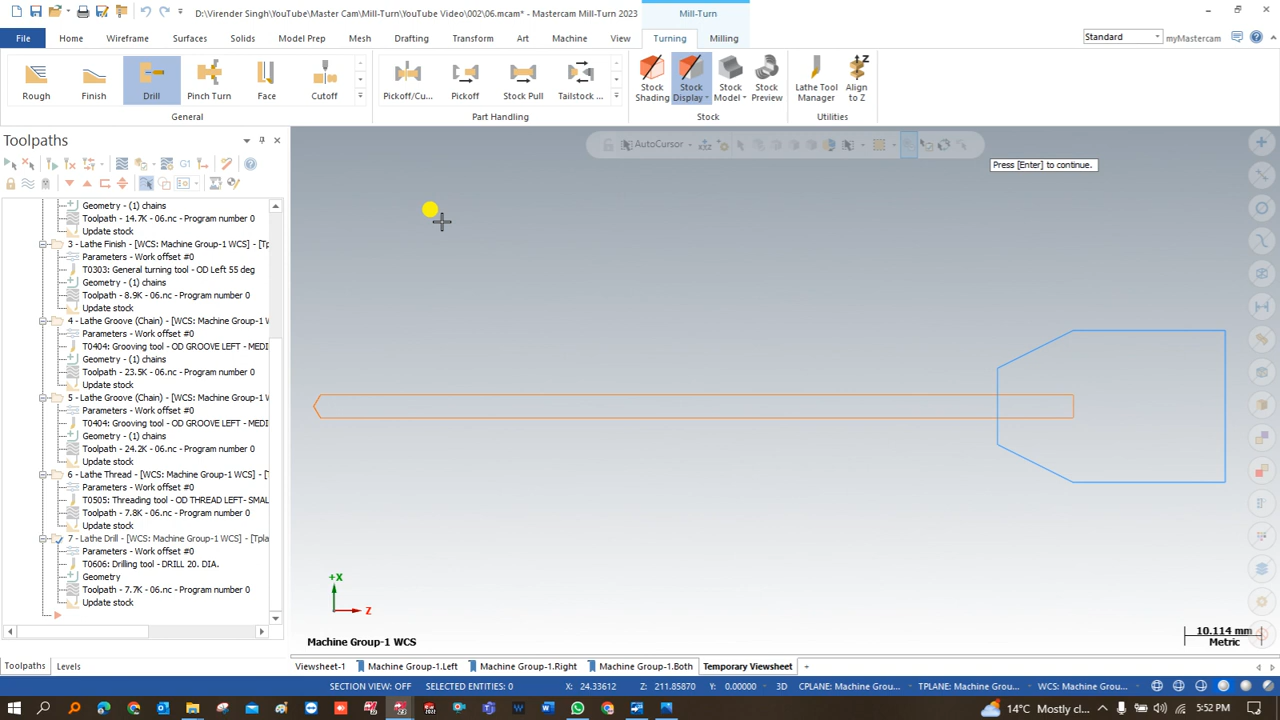 D:\Virender Singh\YouTube\Master Cam\Mill-Turn\YouTube Video\002\06.mcam* - Mastercam Mill-Turn 2023
Mill-Turn
File Home Wireframe Surfaces Solids Model Prep Mesh Drafting Transform Art Machine View Turning Milling
Standard
myMastercam
Rough Finish Drill Pinch Turn Face Cutoff
Pickoff/Cu... Pickoff Stock Pull Tailstock ...
Stock Shading
Stock Display
Stock Model
Stock Preview
Lathe Tool Manager
Align to Z
General
Part Handling
Stock
Utilities
Toolpaths
AutoCursor
Press [Enter] to continue.
G1
Geometry - (1) chains
Toolpath - 14.7K - 06.nc - Program number 0
Update stock
3 - Lathe Finish - [WCS: Machine Group-1 WCS] - [Tp
Parameters - Work offset #0
T0303: General turning tool - OD Left 55 deg
Geometry - (1) chains
Toolpath - 8.9K - 06.nc - Program number 0
Update stock
4 - Lathe Groove (Chain) - [WCS: Machine Group-1 W
Parameters - Work offset #0
T0404: Grooving tool - OD GROOVE LEFT - MEDI
Geometry - (1) chains
Toolpath - 23.5K - 06.nc - Program number 0
Update stock
5 - Lathe Groove (Chain) - [WCS: Machine Group-1 W
Parameters - Work offset #0
T0404: Grooving tool - OD GROOVE LEFT - MEDI
Geometry - (1) chains
Toolpath - 24.2K - 06.nc - Program number 0
Update stock
6 - Lathe Thread - [WCS: Machine Group-1 WCS] - [T
Parameters - Work offset #0
T0505: Threading tool - OD THREAD LEFT- SMAL
Toolpath - 7.8K - 06.nc - Program number 0
Update stock
7 - Lathe Drill - [WCS: Machine Group-1 WCS] - [Tpla
Parameters - Work offset #0
T0606: Drilling tool - DRILL 20. DIA.
Geometry
Toolpath - 7.7K - 06.nc - Program number 0
Update stock
+X
Z
Machine Group-1 WCS
10.114 mm
Metric
Toolpaths Levels
Viewsheet-1 Machine Group-1.Left Machine Group-1.Right Machine Group-1.Both Temporary Viewsheet +
SECTION VIEW: OFF SELECTED ENTITIES: 0 X: 24.33612 Z: 211.85870 Y: 0.00000 3D CPLANE: Machine Grou... TPLANE: Machine Grou... WCS: Machine Grou...
14°C Mostly cl... 5:52 PM